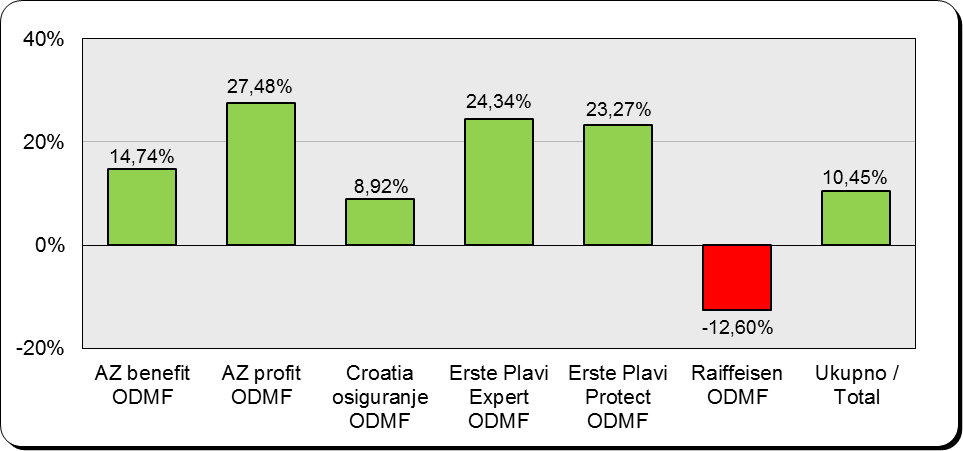 40%
20%
0%
-20%
14,74%
27,48%
8,92%
24,34%
23,27%
-12,60%
10,45%
AZ benefit
ODMF
AZ profit
ODMF
Croatia
osiguranje
ODMF
Erste Plavi
Expert
ODMF
Erste Plavi
Protect
ODMF
Raiffeisen
ODMF
Ukupno /
Total